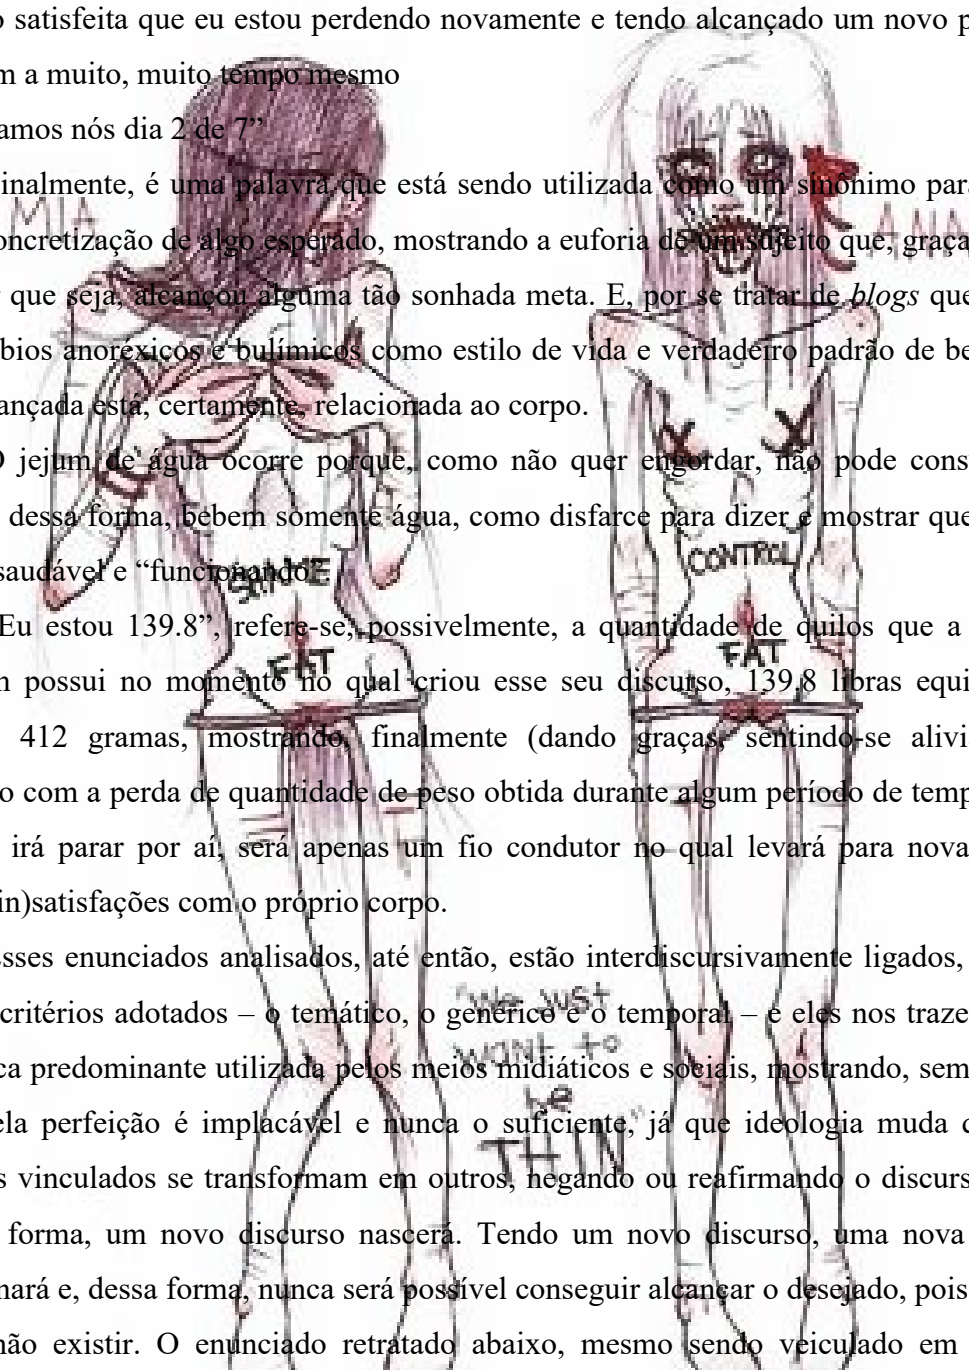 o satisfeita que eu estou perdendo novamente e tendo alcançado um novo p
m a muito, muito tempo mesmo
amos nós dia 2 de 7”
inalmente, é uma palavra que está sendo utilizada como um sinônimo para
MIA
ANA
oncretização de algo esperado, mostrando a euforia de um sujeito que, graça
que seja, alcançou alguma tão sonhada meta. E, por se tratar de blogs que
bios anoréxicos e bulímicos como estilo de vida e verdadeiro padrão de be
ançada está, certamente, relacionada ao corpo.
O jejum de água ocorre porque, como não quer engordar, não pode cons
dessa forma, bebem somente água, como disfarce para dizer e mostrar que
CONTROL
saudável e “funcionando”
SHAME
Eu estou 139.8”, refere-se, possivelmente, a quantidade de quilos que a
FAT
FAT
m possui no momento no qual criou esse seu discurso, 139,8 libras equi
412 gramas, mostrando, finalmente (dando graças, sentindo-se alivi
o com a perda de quantidade de peso obtida durante algum período de temp
irá parar por aí, será apenas um fio condutor no qual levará para nova
in)satisfações com o próprio corpo.
sses enunciados analisados, até então, estão interdiscursivamente ligados,
"We just
critérios adotados – o temático, o genérico e o temporal – e eles nos traze
want to
ca predominante utilizada pelos meios midiáticos e sociais, mostrando, sem
be
ela perfeição é implacável e nunca o suficiente, já que ideologia muda
THIN"
s vinculados se transformam em outros, negando ou reafirmando o discurs
forma, um novo discurso nascerá. Tendo um novo discurso, uma nova
nará e, dessa forma, nunca será possível conseguir alcançar o desejado, pois
não existir. O enunciado retratado abaixo, mesmo sendo veiculado em